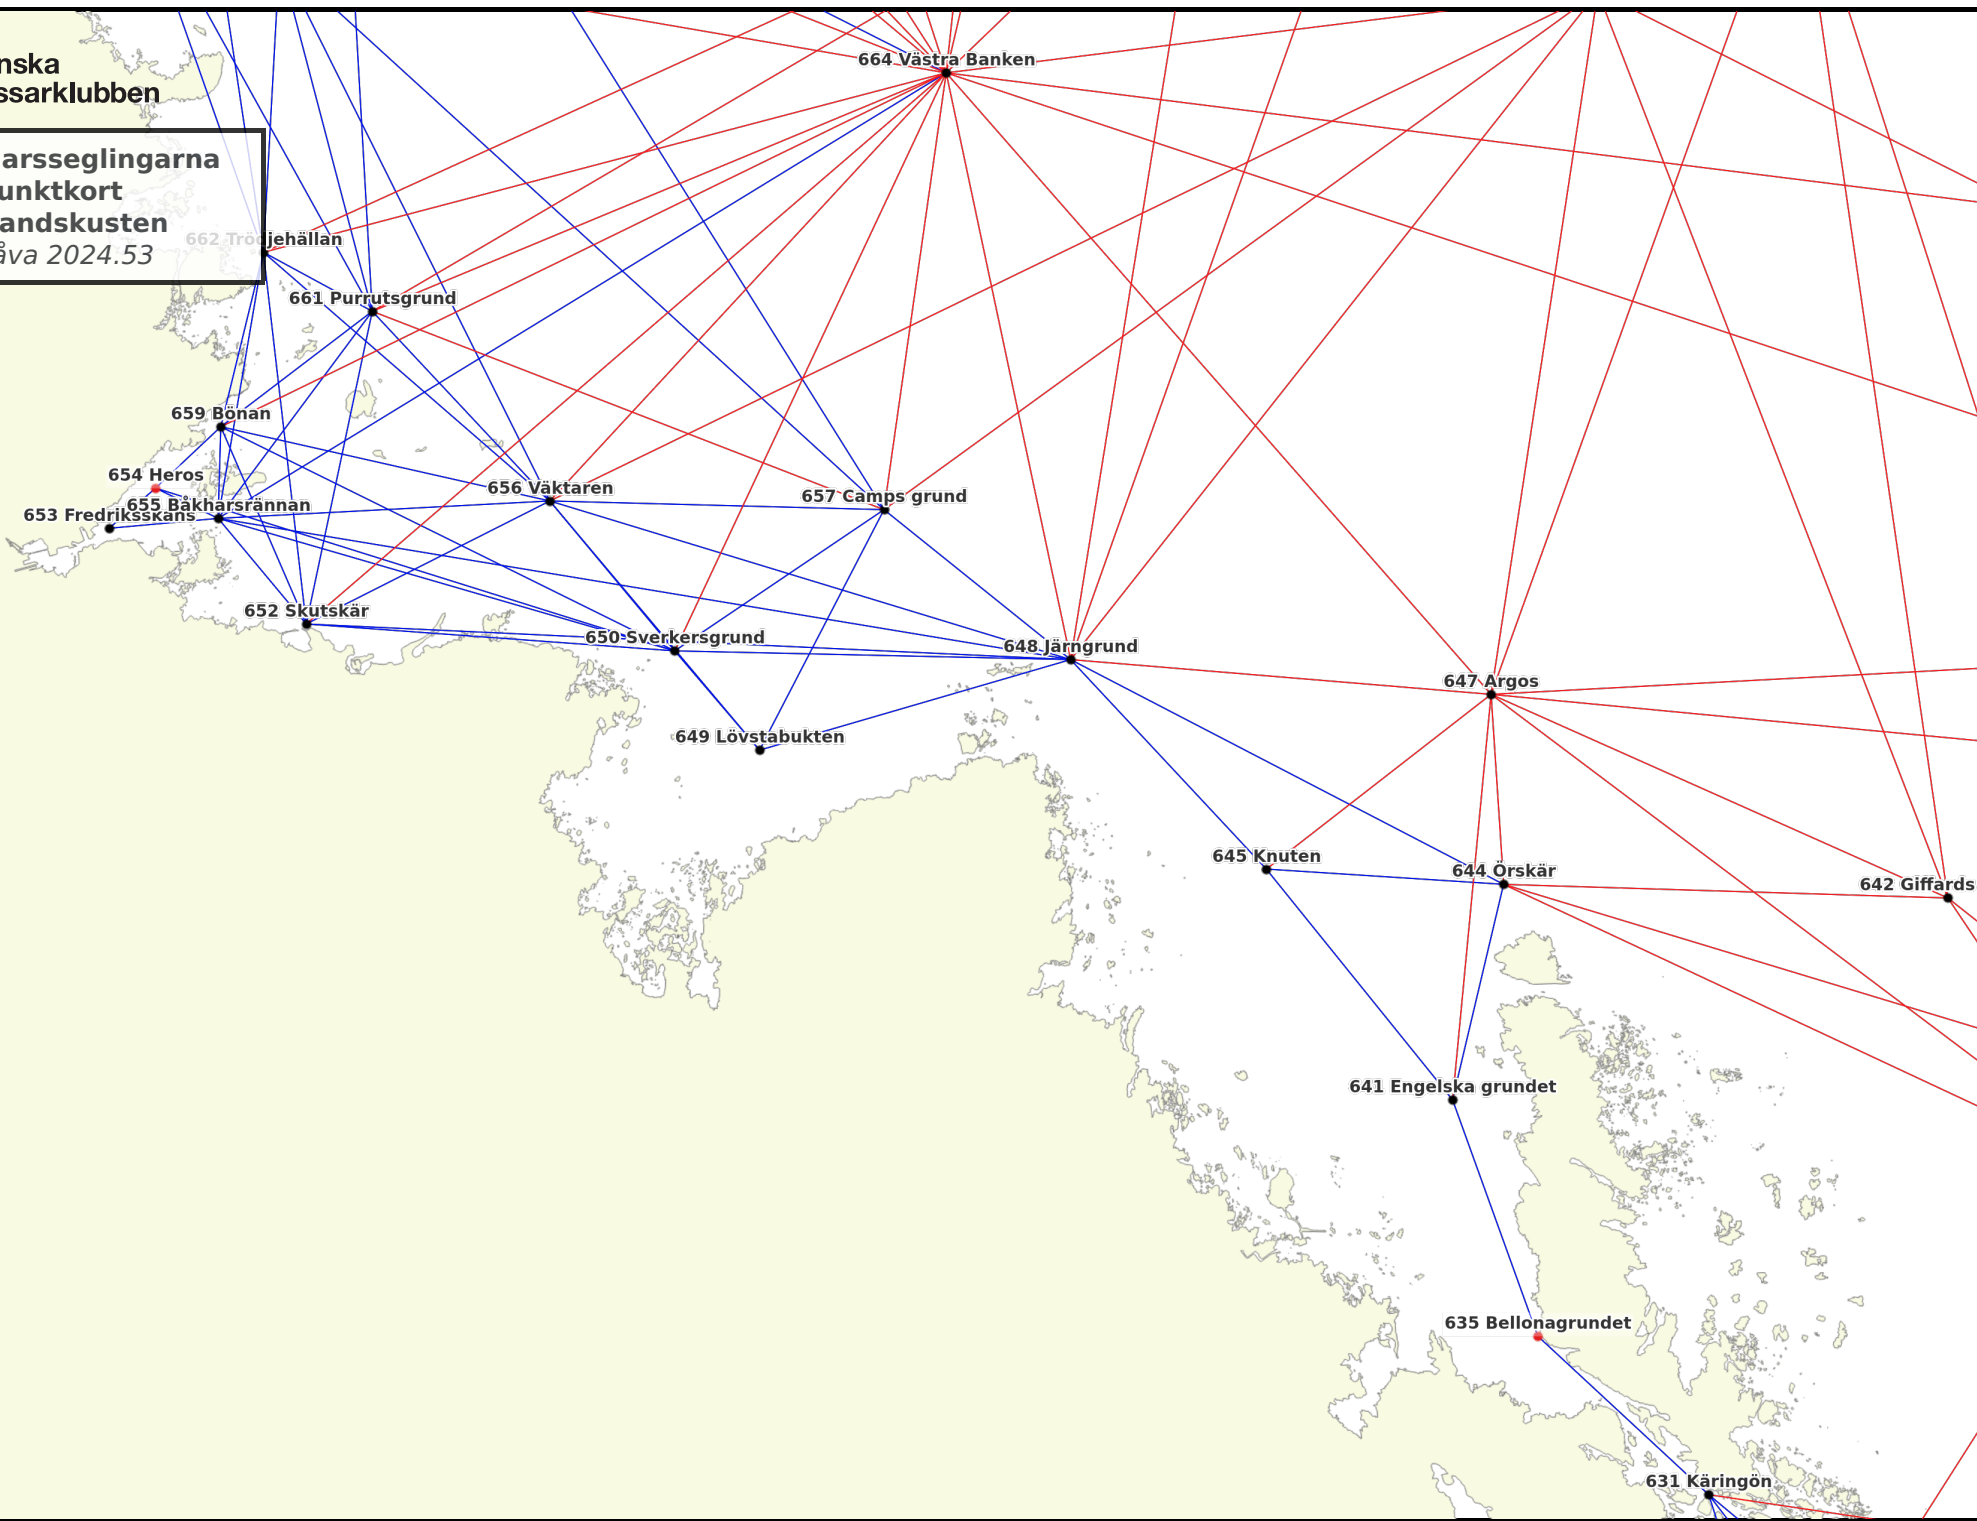 664 Västra Banken
nska
ssarklubben
arsseglingarna
unktkort
andskusten
åva 2024.53
662 Trödjehällan
661 Purrutsgrund
659 Bönan
654 Heros
656 Väktaren
657 Camps grund
655 Båkharsrännan
653 Fredriksskans
652 Skutskär
650 Sverkersgrund
648 Järngrund
647 Argos
649 Lövstabukten
645 Knuten
644 Örskär
642 Giffards
641 Engelska grundet
635 Bellonagrundet
631 Käringön